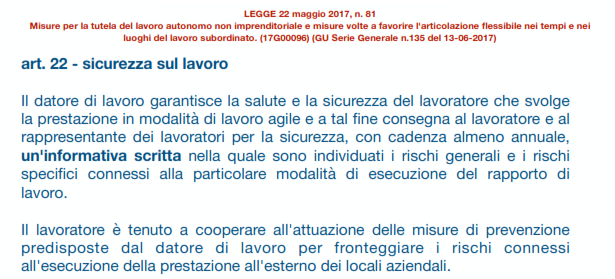 LEGGE 22 maggio 2017, n. 81
Misure per la tutela del lavoro autonomo non imprenditoriale e misure volte a favorire l'articolazione flessibile nei tempi e nei
luoghi del lavoro subordinato. (17G00096) (GU Serie Generale n.135 del 13-06-2017)
art. 22 - sicurezza sul lavoro
Il datore di lavoro garantisce la salute e la sicurezza del lavoratore che svolge
la prestazione in modalità di lavoro agile e a tal fine consegna al lavoratore e al
rappresentante dei lavoratori per la sicurezza, con cadenza almeno annuale,
un'informativa scritta nella quale sono individuati i rischi generali e i rischi
specifici connessi alla particolare modalità di esecuzione del rapporto di
lavoro.
Il lavoratore è tenuto a cooperare all'attuazione delle misure di prevenzione
predisposte dal datore di lavoro per fronteggiare i rischi connessi
all'esecuzione della prestazione all'esterno dei locali aziendali.